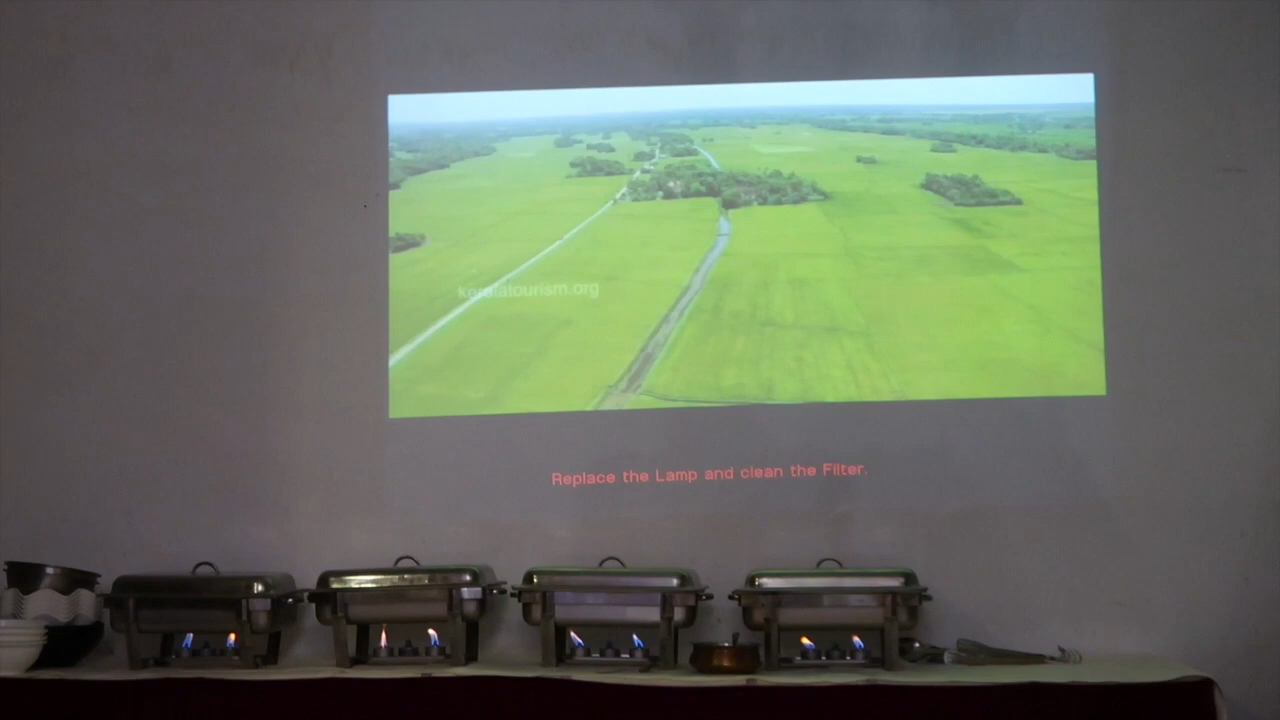 keralatourism.org
Replace the Lamp and clean the Filter.